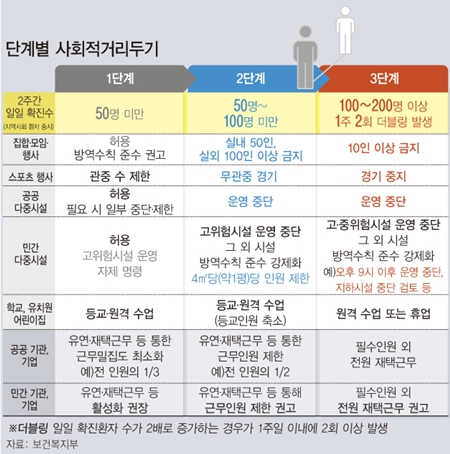 단계별 사회적거리두기
1단계 2단계 3단계
2주간
일일 확진수
(지역사회 환자 중시)
50명 미만
50명~
100명 미만
100~200명 이상
1주 2회 더블링 발생
집합·모임·
행사
허용
방역수칙 준수 권고
실내 50인,
실외 100인 이상 금지
10인 이상 금지
스포츠 행사 관중 수 제한 무관중 경기 경기 중지
공공
다중시설
허용
필요 시 일부 중단·제한
운영 중단 운영 중단
민간
다중시설
허용
고위험시설 운영
자제 명령
고위험시설 운영 중단
그 외 시설
방역수칙 준수 강제화
4㎡당(약1평)당 인원 제한
고·중위험시설 운영 중단
그 외 시설
방역수칙 준수 강제화
예)오후 9시 이후 운영 중단,
지하시설 중단 검토 등
학교, 유치원
어린이집
등교·원격 수업
등교·원격 수업
(등교인원 축소)
원격 수업 또는 휴업
공공 기관,
기업
유연·재택근무 등 통한
근무밀집도 최소화
예)전 인원의 1/3
유연·재택근무 등 통한
근무인원 제한
예)전 인원의 1/2
필수인원 외
전원 재택근무
민간 기관,
기업
유연·재택근무 등
활성화 권장
유연·재택근무 등 통해
근무인원 제한 권고
필수인원 외
전원 재택근무 권고
※더블링 일일 확진환자 수가 2배로 증가하는 경우가 1주일 이내에 2회 이상 발생
자료: 보건복지부